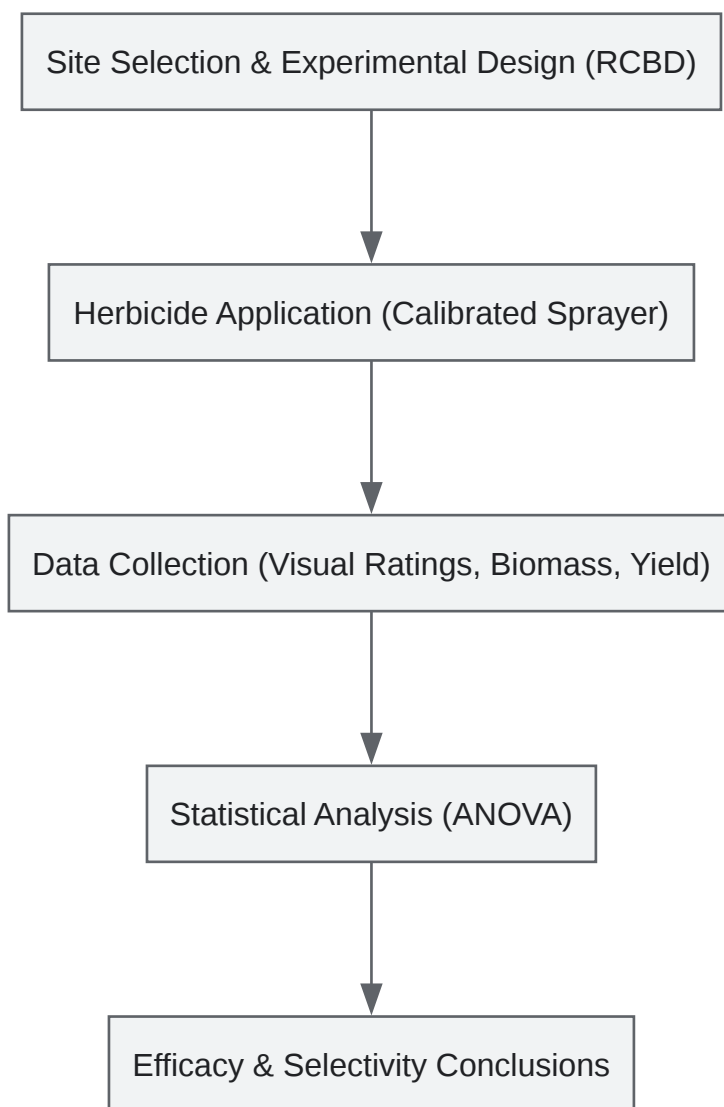 Site Selection & Experimental Design (RCBD)
Herbicide Application (Calibrated Sprayer)
Data Collection (Visual Ratings, Biomass, Yield)
Statistical Analysis (ANOVA)
Efficacy & Selectivity Conclusions